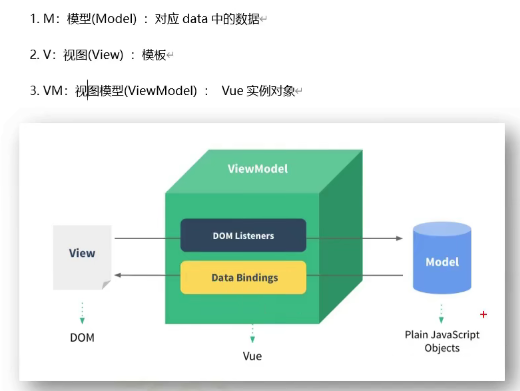 1. M：模型(Model) ：对应 data 中的数据
2. V：视图(View) ：模板
3. VM：视图模型(ViewModel) ： Vue 实例对象
ViewModel
DOM Listeners
View
Model
Data Bindings
DOM
Vue
Plain JavaScript
Objects